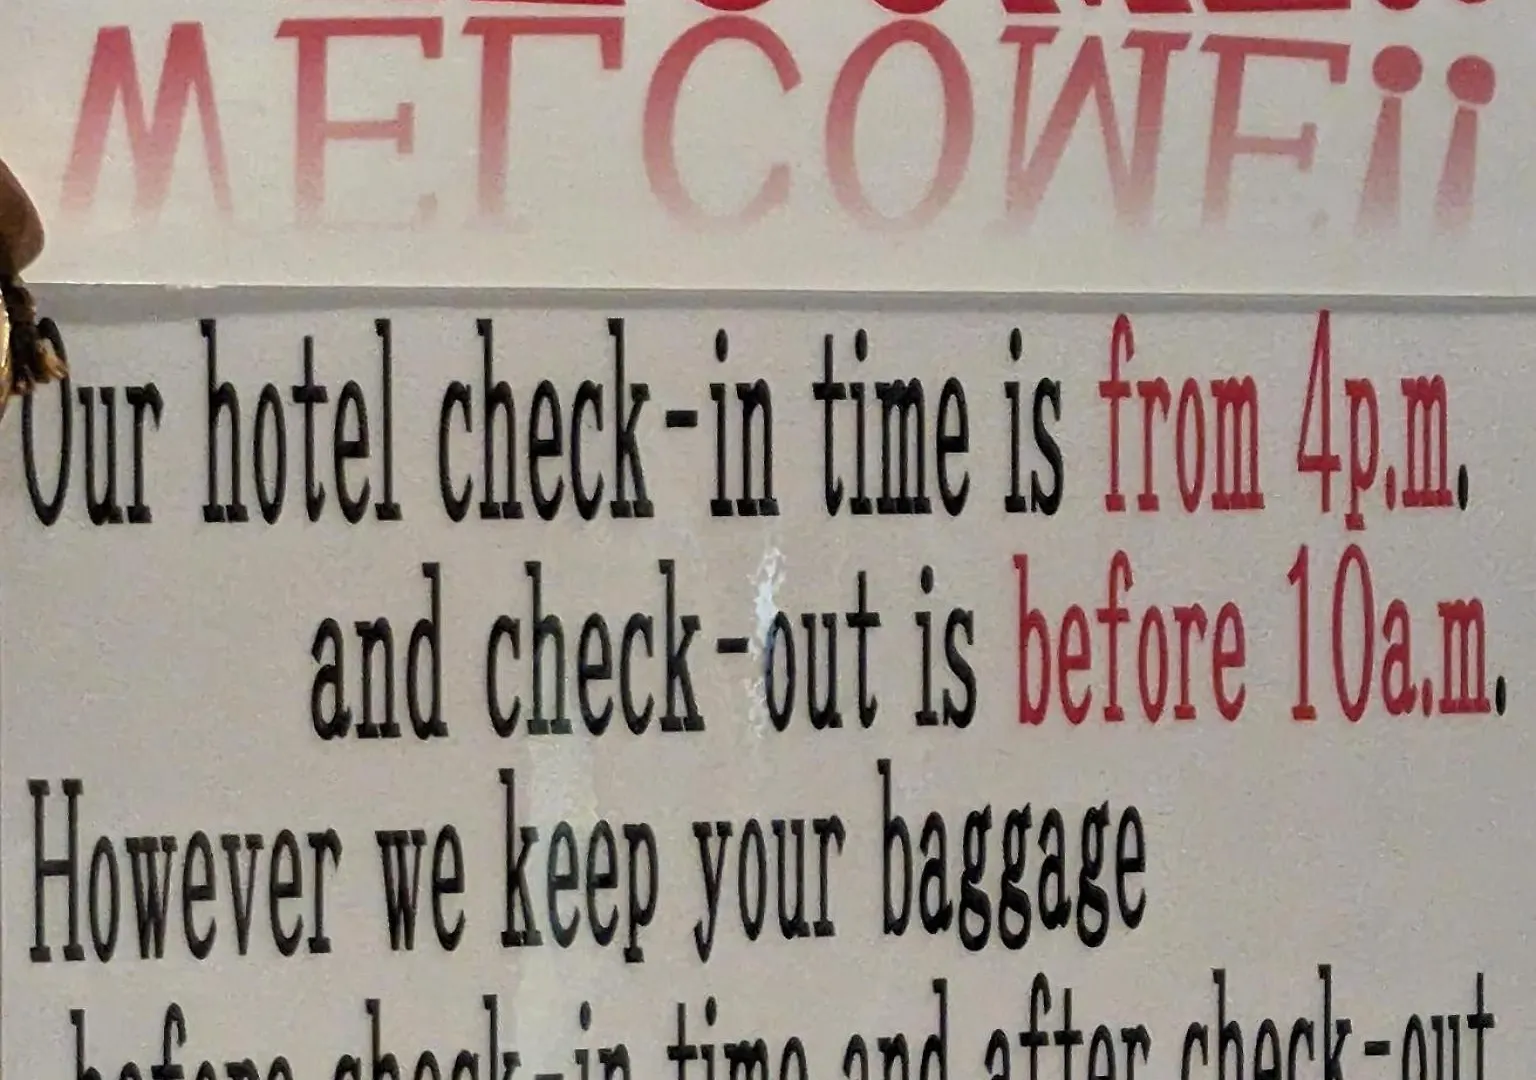 WELCOME!!
Our hotel check-in time is from 4p.m.
and check-out is before 10a.m.
However we keep your baggage
before check-in time and after check-out